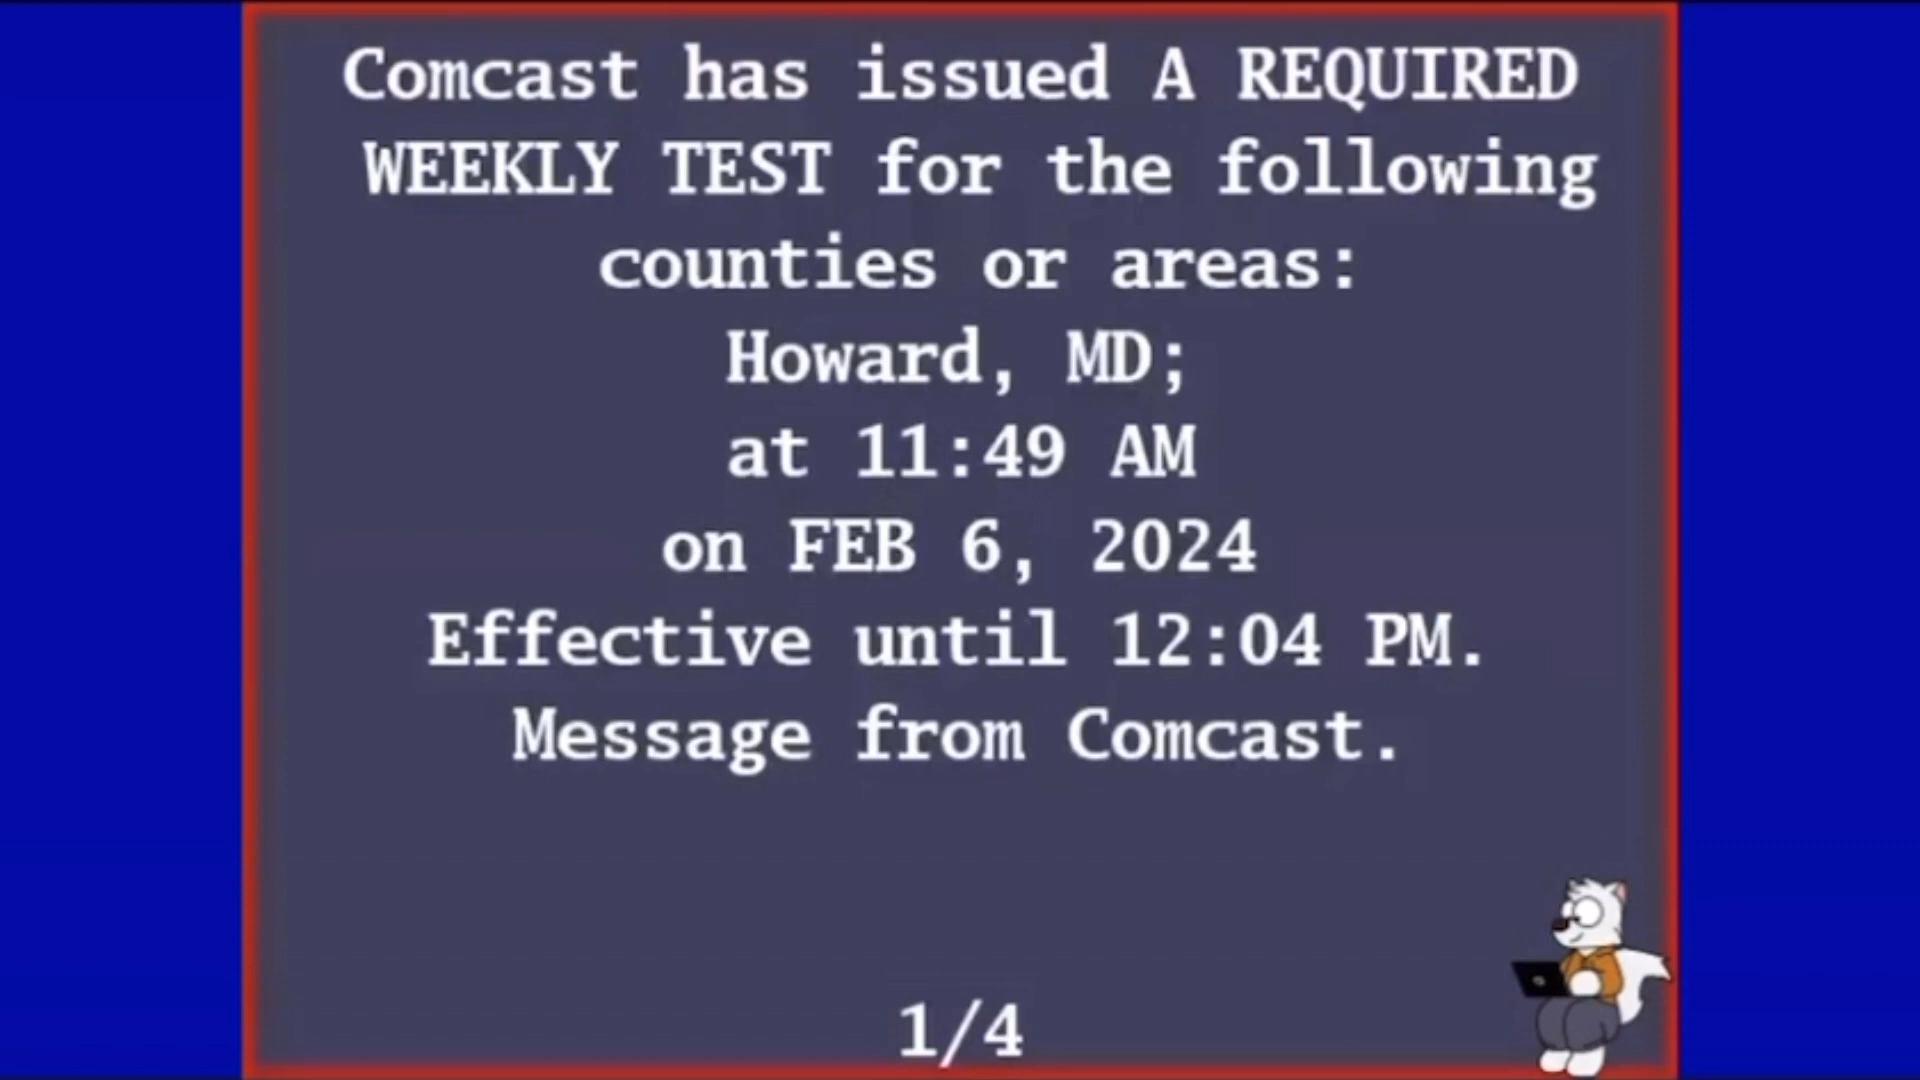 Comcast has issued A REQUIRED
WEEKLY TEST for the following
counties or areas:
Howard, MD;
at 11:49 AM
on FEB 6, 2024
Effective until 12:04 PM.
Message from Comcast.
1/4